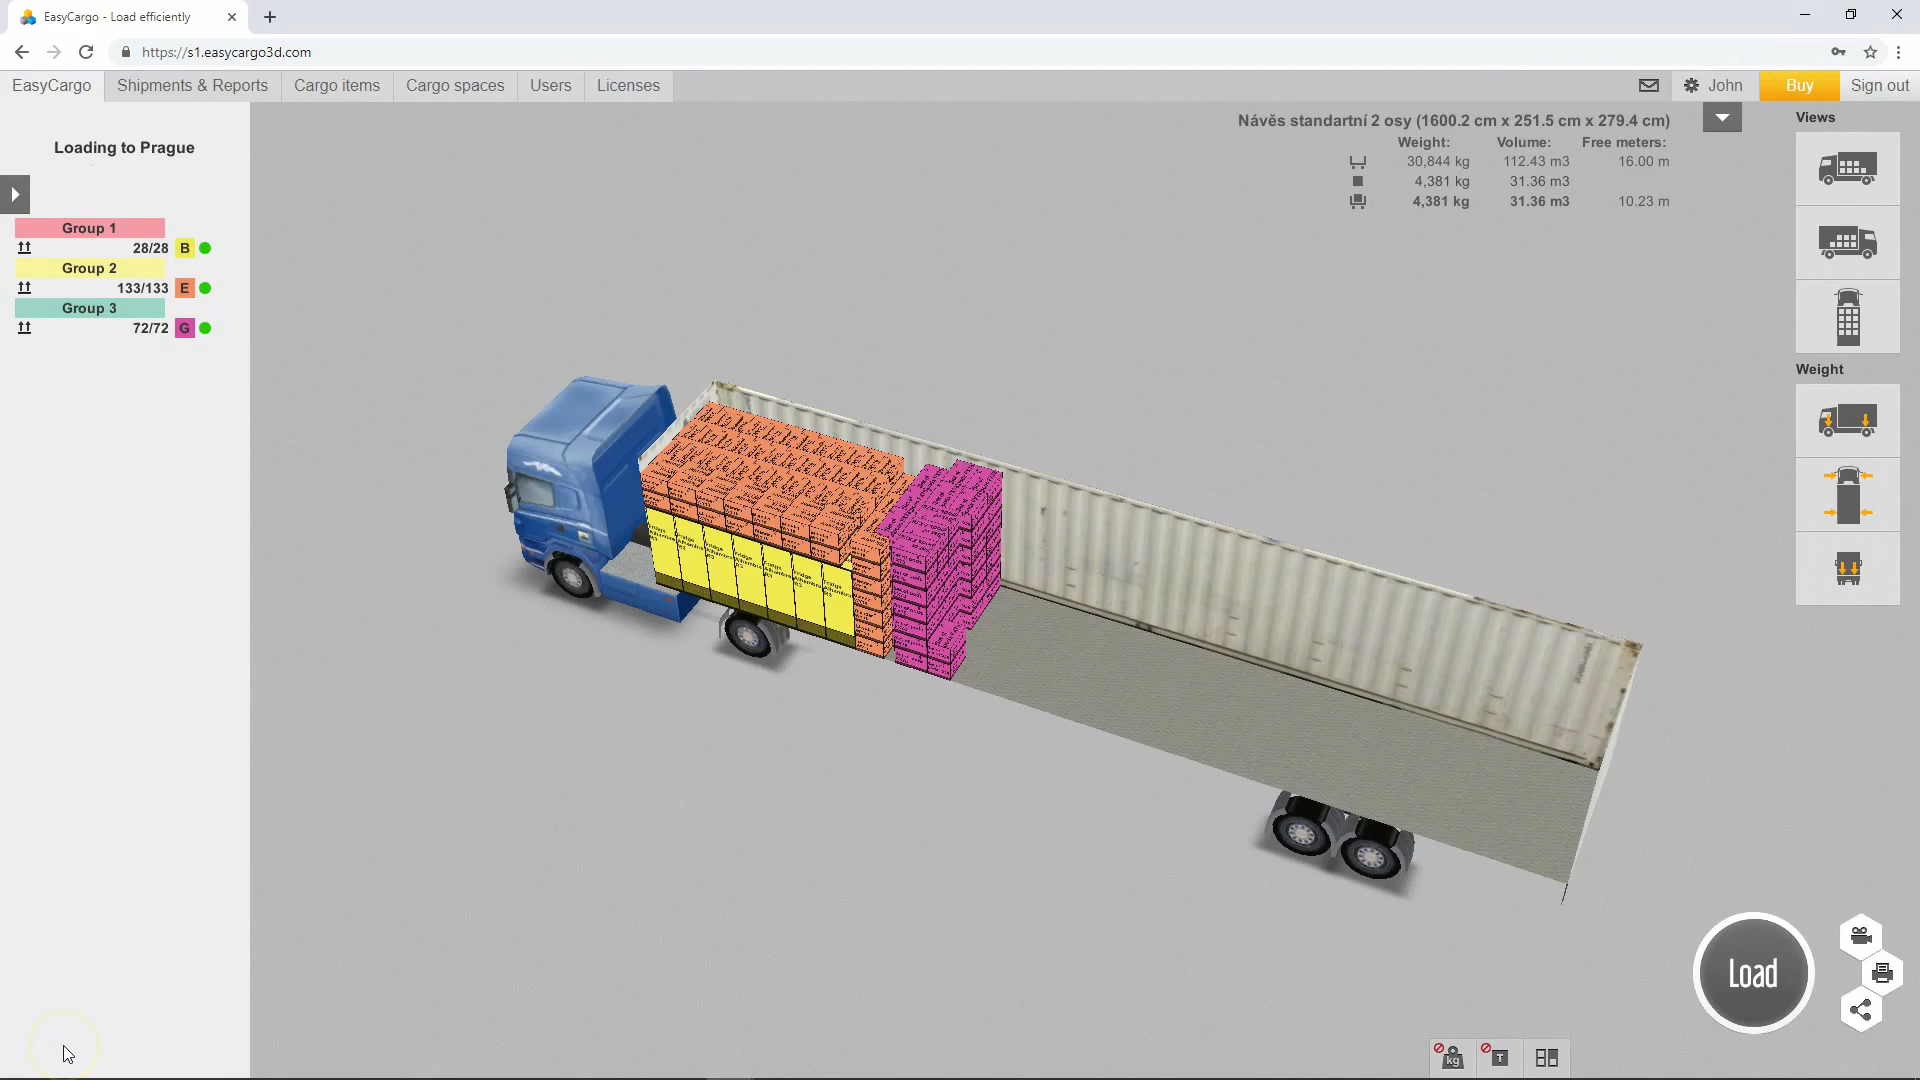 EasyCargo - Load efficiently
https://s1.easycargo3d.com
EasyCargo
Shipments & Reports
Cargo items
Cargo spaces
Users
Licenses
John
Buy
Sign out
Loading to Prague
Group 1
28/28 B
Group 2
133/133 E
Group 3
72/72 G
Návěs standartní 2 osy (1600.2 cm x 251.5 cm x 279.4 cm)
Weight: Volume: Free meters:
30,844 kg 112.43 m3 16.00 m
4,381 kg 31.36 m3
4,381 kg 31.36 m3 10.23 m
Views
Weight
Fridge
Alhambra
Load
kg
T